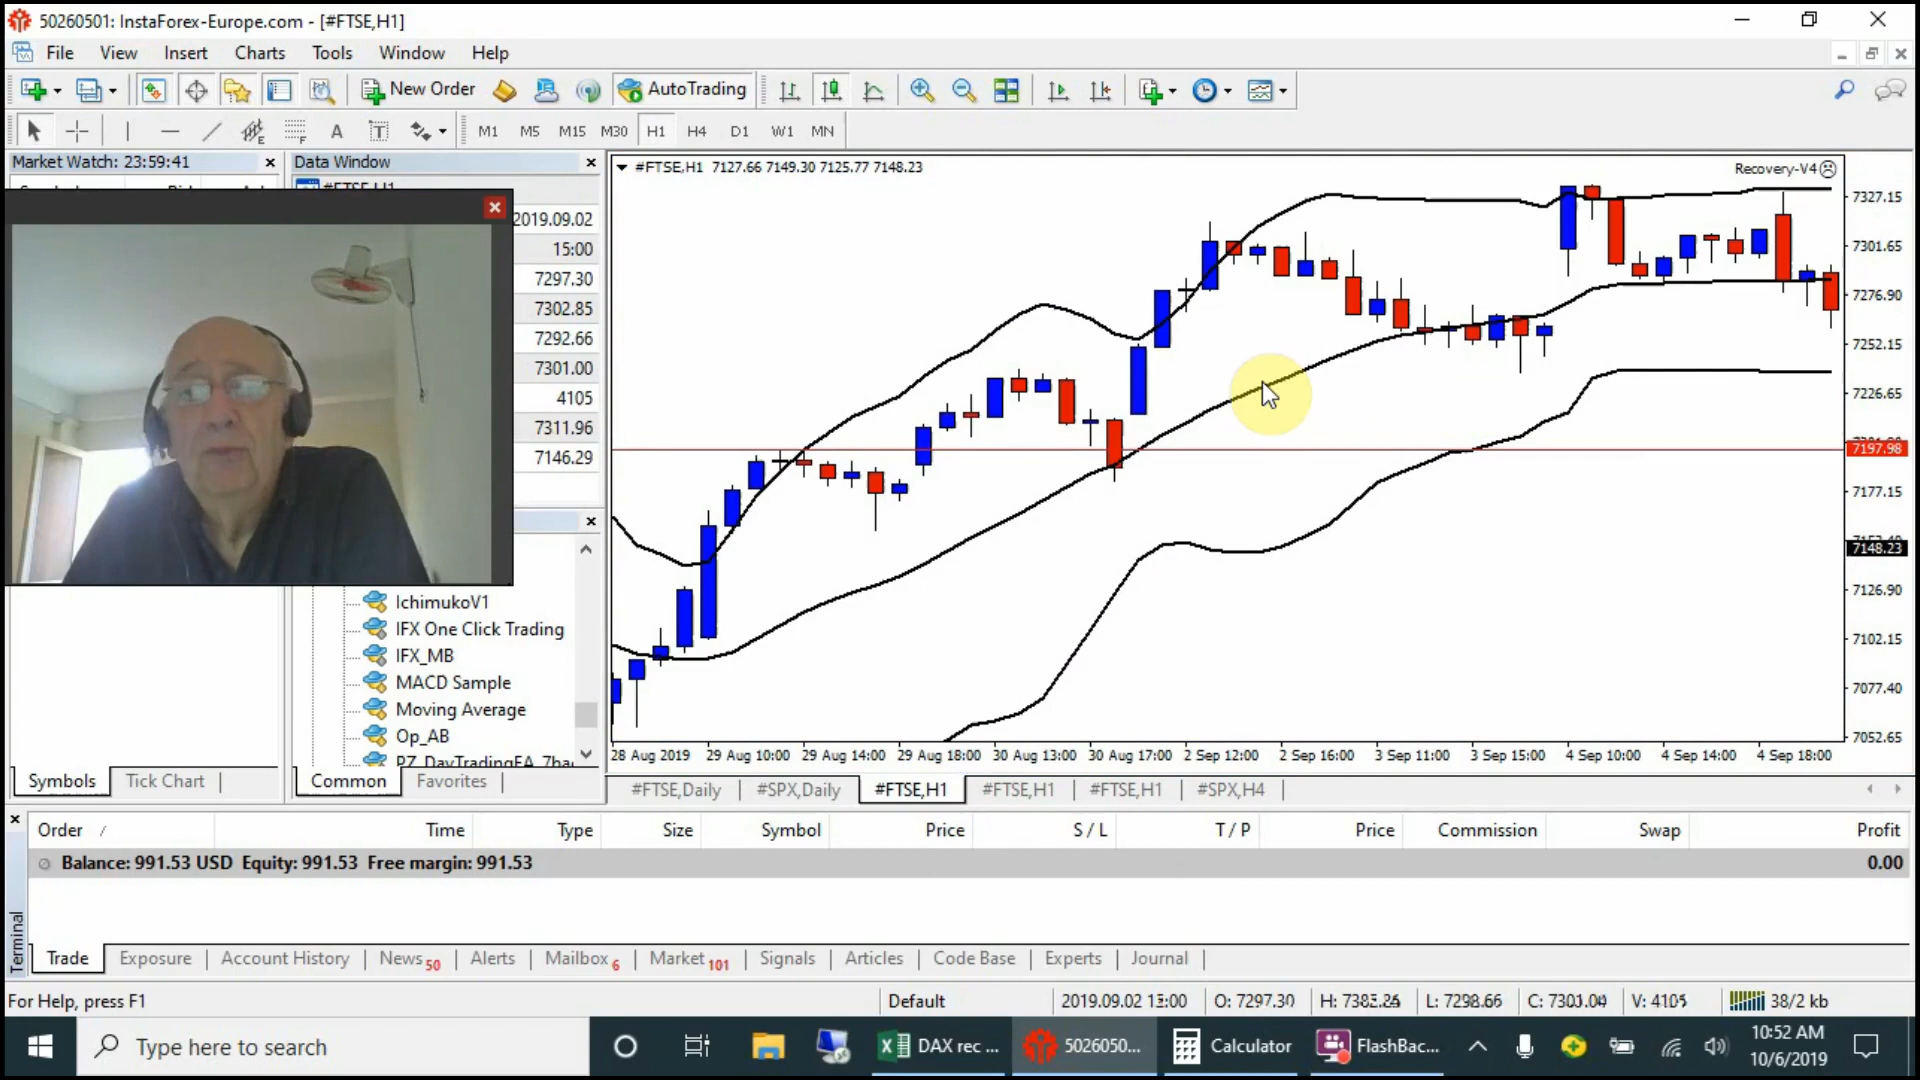 50260501: InstaForex-Europe.com - [#FTSE,H1]
File View Insert Charts Tools Window Help
New Order AutoTrading
A T M1 M5 M15 M30 H1 H4 D1 W1 MN
Market Watch: 23:59:41
Data Window
#FTSE,H1
2019.09.02
15:00
7297.30
7302.85
7292.66
7301.00
4105
7311.96
7146.29
IchimukoV1
IFX One Click Trading
IFX_MB
MACD Sample
Moving Average
Op_AB
Symbols Tick Chart
Common Favorites
#FTSE,H1 7127.66 7149.30 7125.77 7148.23
Recovery-V4
7327.15
7301.65
7276.90
7252.15
7226.65
7197.98
7177.15
7148.23
7126.90
7102.15
7077.40
7052.65
28 Aug 2019 29 Aug 10:00 29 Aug 14:00 29 Aug 18:00 30 Aug 13:00 30 Aug 17:00 2 Sep 12:00 2 Sep 16:00 3 Sep 11:00 3 Sep 15:00 4 Sep 10:00 4 Sep 14:00 4 Sep 18:00
#FTSE,Daily #SPX,Daily #FTSE,H1 #FTSE,H1 #FTSE,H1 #SPX,H4
Order / Time Type Size Symbol Price S / L T / P Price Commission Swap Profit
Balance: 991.53 USD Equity: 991.53 Free margin: 991.53 0.00
Terminal
Trade Exposure Account History News 50 Alerts Mailbox 6 Market 101 Signals Articles Code Base Experts Journal
For Help, press F1 Default O: 7297.30 V: 4105 38/2 kb
Type here to search
DAX rec ... 5026050... Calculator FlashBac...
10:52 AM
10/6/2019